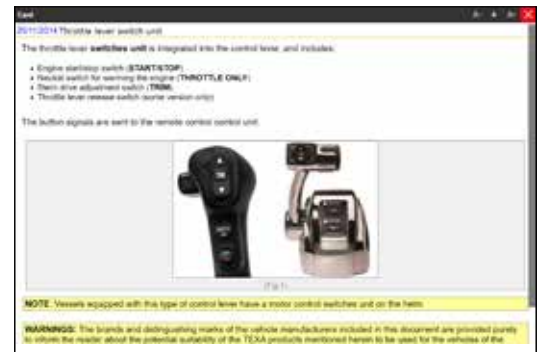 Card A- A A+ X
20/11/2014 Throttle lever switch unit
The throttle lever switches unit is integrated into the control lever, and includes:
Engine start/stop switch (START/STOP)
Neutral switch for warming the engine (THROTTLE ONLY)
Stern drive adjustment switch (TRIM)
Throttle lever release switch (some version only)
The button signals are sent to the remote control control unit.
(Fig.1)
NOTE: Vessels equipped with this type of control lever have a motor control switches unit on the helm.
WARNINGS: The brands and distinguishing marks of the vehicle manufacturers included in this document are provided purely
to inform the reader about the potential suitability of the TEXA products mentioned herein to be used for the vehicles of the